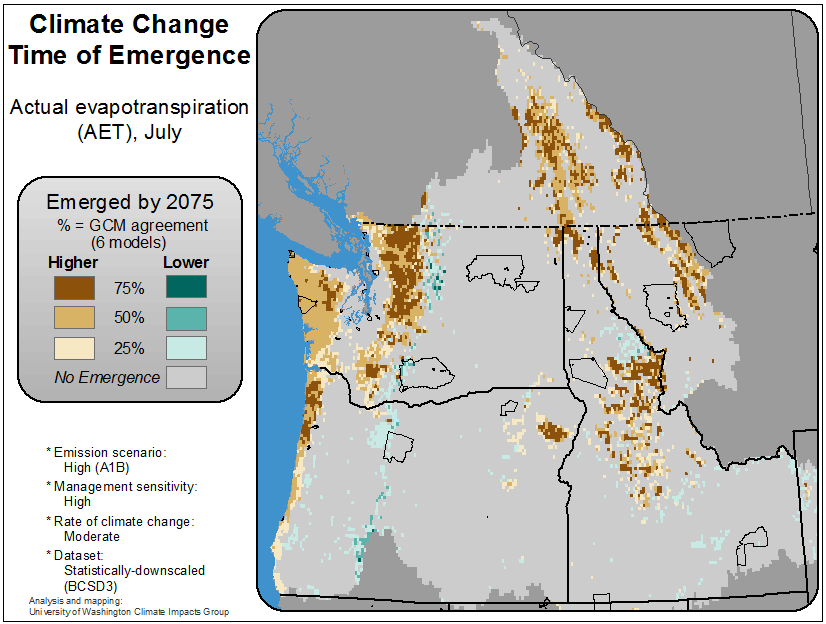 Climate Change
Time of Emergence
Actual evapotranspiration
(AET), July
Emerged by 2075
% = GCM agreement
(6 models)
Higher Lower
75%
50%
25%
No Emergence
* Emission scenario:
High (A1B)
* Management sensitivity:
High
* Rate of climate change:
Moderate
* Dataset:
Statistically-downscaled
(BCSD3)
Analysis and mapping:
University of Washington Climate Impacts Group